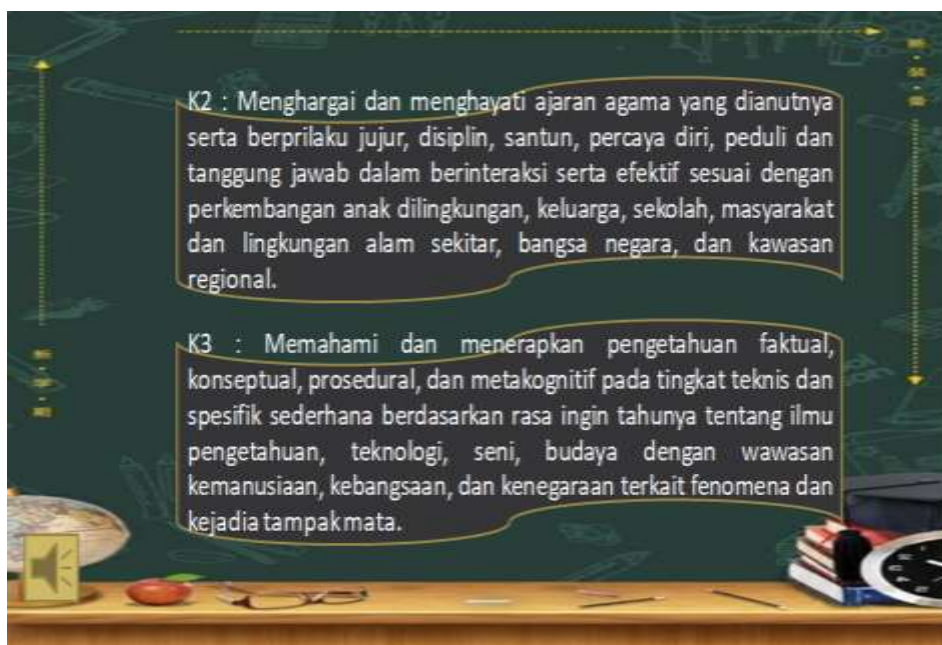 K2 : Menghargai dan menghayati ajaran agama yang dianutnya
serta berprilaku jujur, disiplin, santun, percaya diri, peduli dan
tanggung jawab dalam berinteraksi serta efektif sesuai dengan
perkembangan anak dilingkungan, keluarga, sekolah, masyarakat
dan lingkungan alam sekitar, bangsa negara, dan kawasan
regional.
K3 : Memahami dan menerapkan pengetahuan faktual,
konseptual, prosedural, dan metakognitif pada tingkat teknis dan
spesifik sederhana berdasarkan rasa ingin tahunya tentang ilmu
pengetahuan, teknologi, seni, budaya dengan wawasan
kemanusiaan, kebangsaan, dan kenegaraan terkait fenomena dan
kejadia tampak mata.